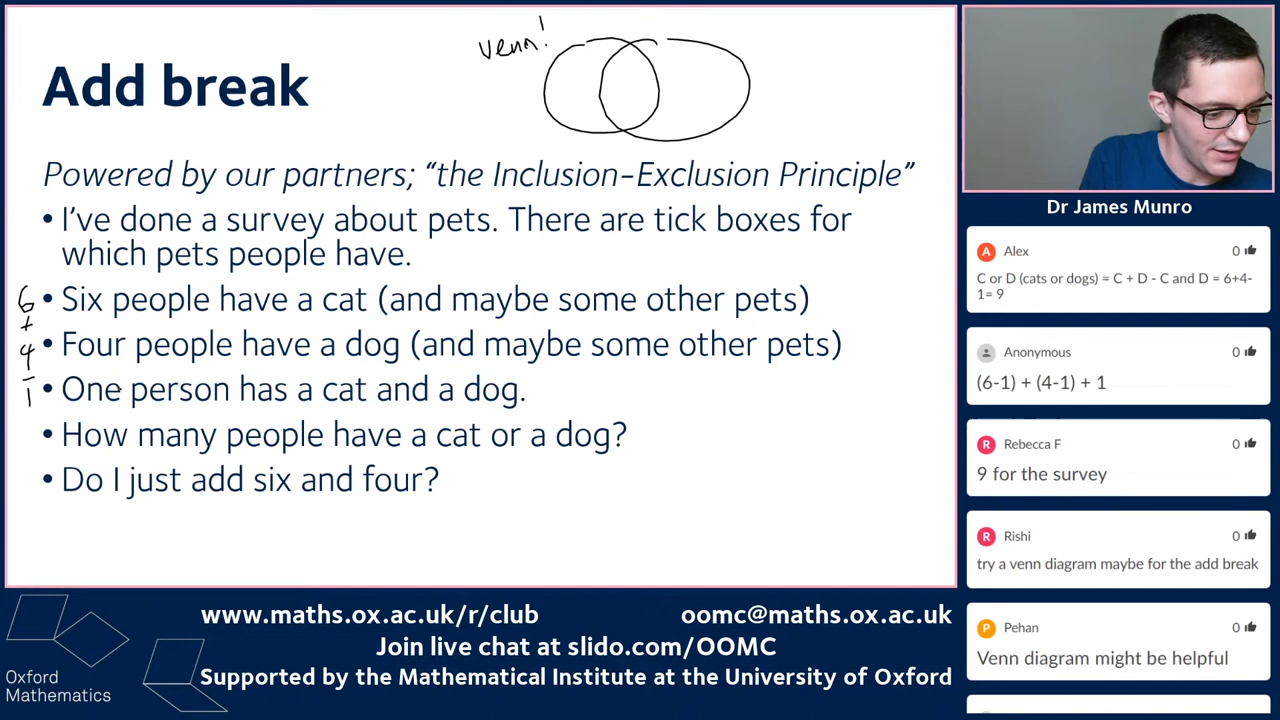 venn!
Add break
Powered by our partners; “the Inclusion-Exclusion Principle”
• I’ve done a survey about pets. There are tick boxes for
which pets people have.
• Six people have a cat (and maybe some other pets)
• Four people have a dog (and maybe some other pets)
• One person has a cat and a dog.
• How many people have a cat or a dog?
• Do I just add six and four?
6
+
4
–
1
Dr James Munro
A Alex 0
C or D (cats or dogs) = C + D - C and D = 6+4-
1= 9
Anonymous 0
(6-1) + (4-1) + 1
R Rebecca F 0
9 for the survey
R Rishi 0
try a venn diagram maybe for the add break
P Pehan 0
Venn diagram might be helpful
Oxford
Mathematics
www.maths.ox.ac.uk/r/club oomc@maths.ox.ac.uk
Join live chat at slido.com/OOMC
Supported by the Mathematical Institute at the University of Oxford